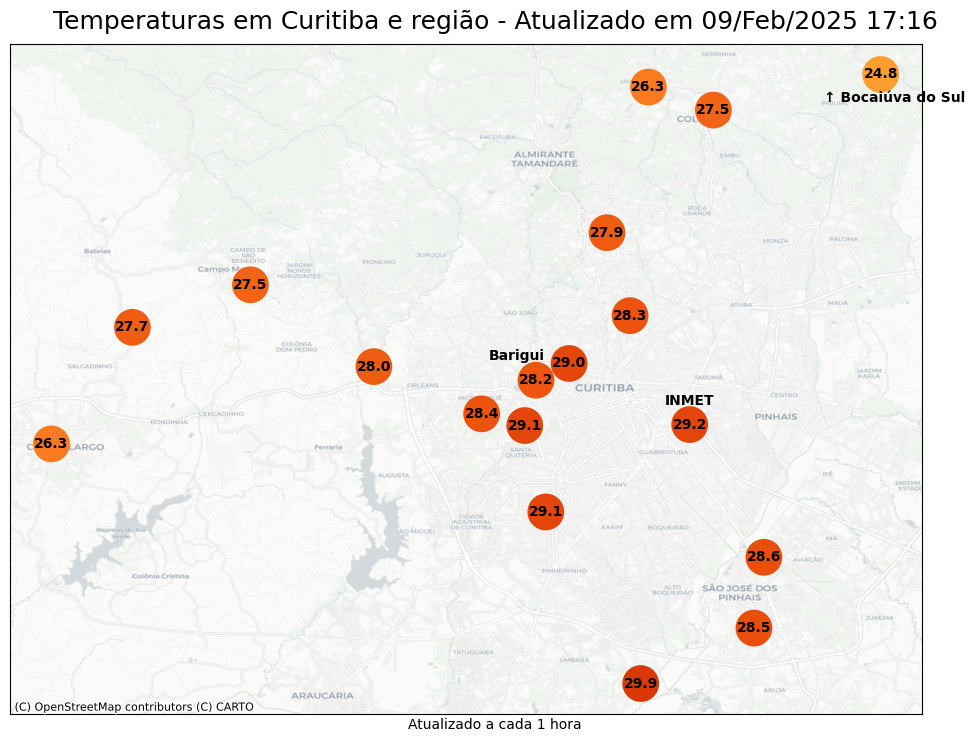 Temperaturas em Curitiba e região - Atualizado em 09/Feb/2025 17:16
SERRINHA
24.8
26.3
↑ Bocaiúva do Sul
27.5
PACOTUBA
ALMIRANTE
TAMANDARÉ
EMBU
ROÇA
GRANDE
27.9
MONZA
PALOMA
Bateias
CAMPO DE
SÃO
BENEDITO
JURUQUI
PIONEIRO
JARDIM
NOVOS
HORIZONTES
27.5
ATUBA
MAUÁ
SÃO JOÃO
28.3
27.7
COLÔNIA
DOM PEDRO
Barigui
29.0
SALGADINHO
28.0
JARDIM
KARLA
28.2
TARUMÃ
ORLEANS
CURITIBA
CENTRO
INMET
28.4
CERCADINHO
PINHAIS
RONDINHA
29.1
29.2
26.3
Ferraria
SANTA
QUITÉRIA
GUABIROTUBA
AUGUSTA
IPÊ
FANNY
JARDIM
ESTADE
29.1
CIDADE
INDUSTRIAL
DE CURITIBA
SÃO MIGUEL
XAXIM
BOQUEIRÃO
Represa do Rio
Verde
INÁ
28.6
AVIAÇÃO
Colônia Cristina
PINHEIRINHO
ALTO
BOQUEIRÃO
SÃO JOSÉ DOS
PINHAIS
JUREMA
28.5
TATUQUARA
UMBARÁ
29.9
ARUJÁ
ARAUCÁRIA
(C) OpenStreetMap contributors (C) CARTO
Atualizado a cada 1 hora